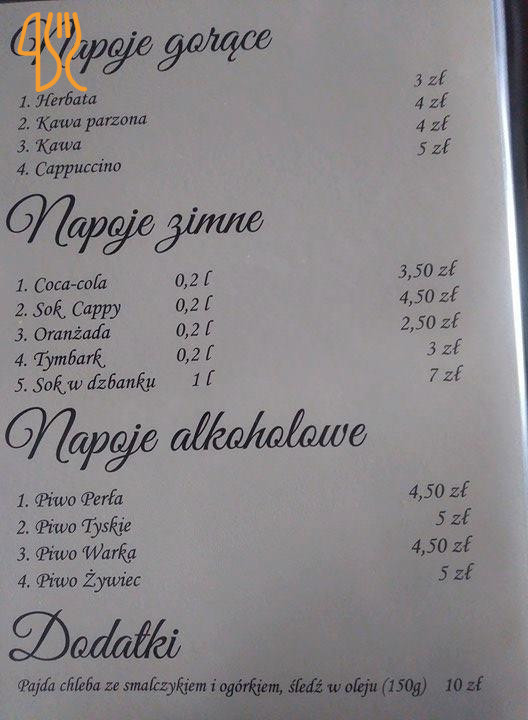 Napoje gorące
1. Herbata 3 zł
2. Kawa parzona 4 zł
3. Kawa 4 zł
4. Cappuccino 5 zł
Napoje zimne
1. Coca-cola 0,2 l 3,50 zł
2. Sok Cappy 0,2 l 4,50 zł
3. Oranżada 0,2 l 2,50 zł
4. Tymbark 0,2 l 3 zł
5. Sok w dzbanku 1 l 7 zł
Napoje alkoholowe
1. Piwo Perła 4,50 zł
2. Piwo Tyskie 5 zł
3. Piwo Warka 4,50 zł
4. Piwo Żywiec 5 zł
Dodatki
Pajda chleba ze smalczykiem i ogórkiem, śledź w oleju (150g) 10 zł